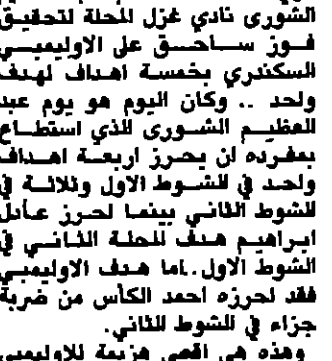 الشورى نادي غزل المحلة لتحقيق
فوز ساحق على الاوليمبي
السكندري بخمسة اهداف لهدف
واحد .. وكان اليوم هو يوم عبد
العظيم الشورى الذي استطاع
بمفرده ان يحرز اربعة اهداف
واحد في الشوط الاول وثلاثة في
الشوط الثاني بينما احرز عادل
ابراهيم هدف المحلة الثاني في
الشوط الاول.. اما هدف الاوليمبي
فقد احرزه احمد الكأس من ضربة
جزاء في الشوط الثاني.
وهذه هي اقصى هزيمة للاوليمبي